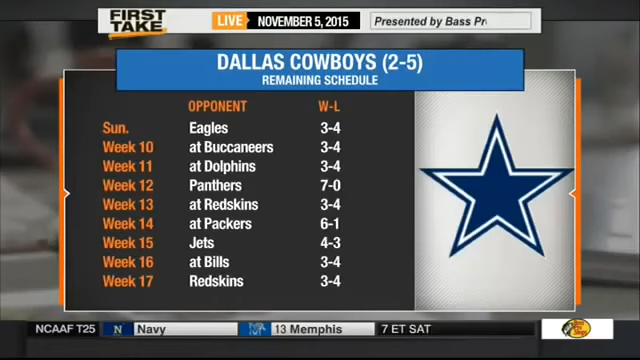 FIRST TAKE
LIVE NOVEMBER 5, 2015 Presented by Bass Pr
DALLAS COWBOYS (2-5)
REMAINING SCHEDULE
OPPONENT W-L
Sun. Eagles 3-4
Week 10 at Buccaneers 3-4
Week 11 at Dolphins 3-4
Week 12 Panthers 7-0
Week 13 at Redskins 3-4
Week 14 at Packers 6-1
Week 15 Jets 4-3
Week 16 at Bills 3-4
Week 17 Redskins 3-4
NCAAF T25 Navy 13 Memphis 7 ET SAT